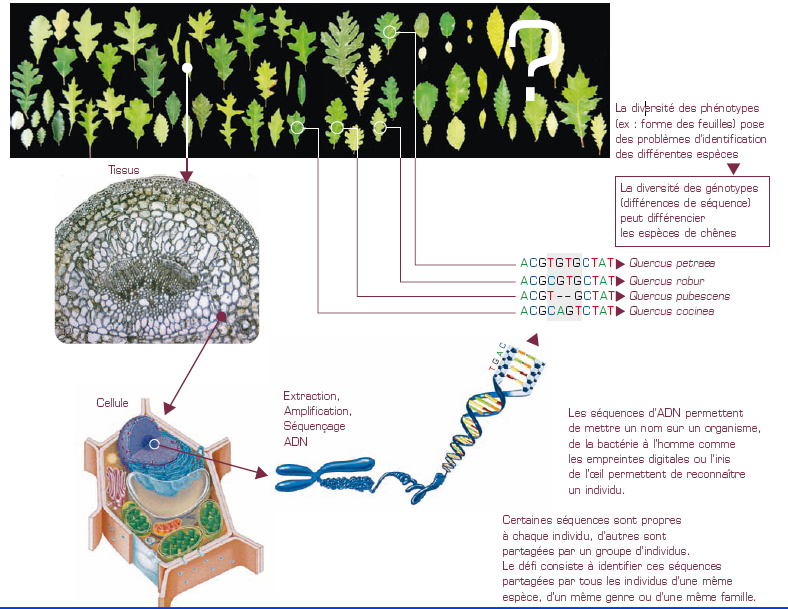 ?
La diversité des phénotypes
(ex : forme des feuilles) pose
des problèmes d'identification
des différentes espèces
Tissus
La diversité des génotypes
(différences de séquence)
peut différencier
les espèces de chênes
ACGTGTGCTAT Quercus petraea
ACGCGTGCTAT Quercus robur
ACGT--GCTAT Quercus pubescens
ACGCAGTCTAT Quercus cocinea
TGAC
Cellule
Extraction,
Amplification,
Séquençage
ADN
Les séquences d'ADN permettent
de mettre un nom sur un organisme,
de la bactérie à l'homme comme
les empreintes digitales ou l'iris
de l'œil permettent de reconnaître
un individu.
Certaines séquences sont propres
à chaque individu, d'autres sont
partagées par un groupe d'individus.
Le défi consiste à identifier ces séquences
partagées par tous les individus d'une même
espèce, d'un même genre ou d'une même famille.